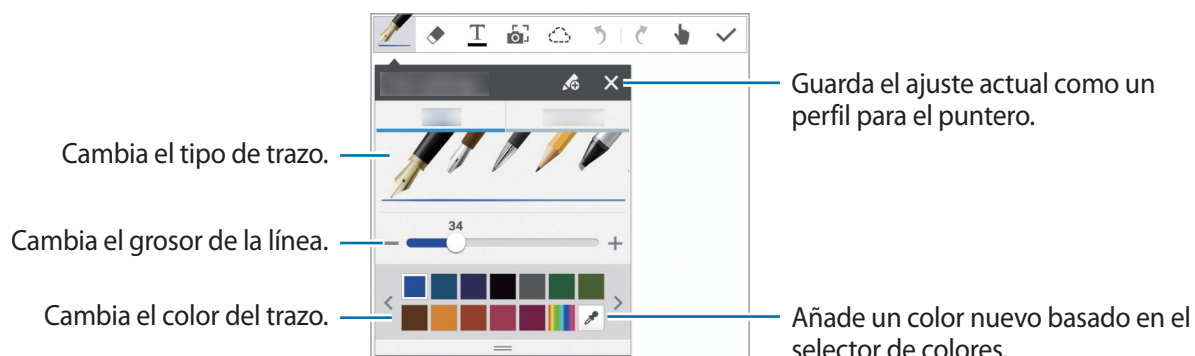 T
Guarda el ajuste actual como un
perfil para el puntero.
Cambia el tipo de trazo.
34
Cambia el grosor de la línea.
Cambia el color del trazo.
Añade un color nuevo basado en el
selector de colores.